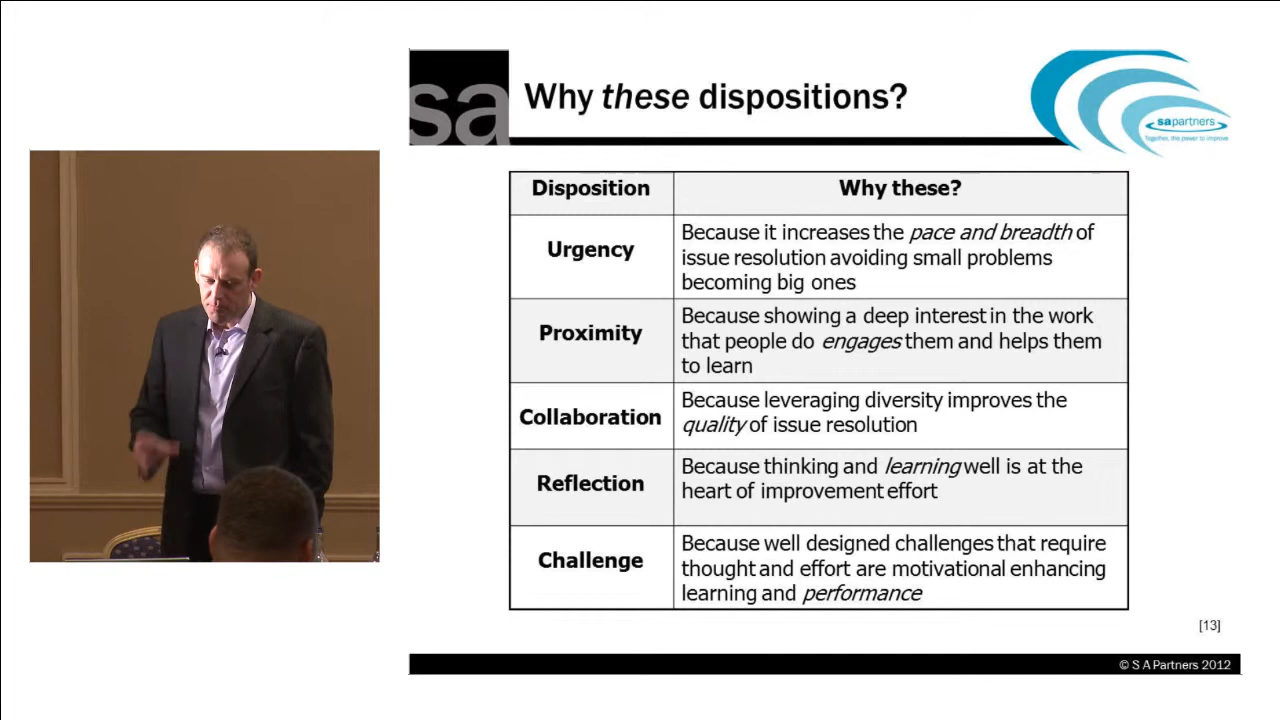 sa
Why these dispositions?
sapartners
Together, the power to improve
Disposition
Why these?
Urgency
Because it increases the pace and breadth of
issue resolution avoiding small problems
becoming big ones
Proximity
Because showing a deep interest in the work
that people do engages them and helps them
to learn
Collaboration
Because leveraging diversity improves the
quality of issue resolution
Reflection
Because thinking and learning well is at the
heart of improvement effort
Challenge
Because well designed challenges that require
thought and effort are motivational enhancing
learning and performance
[13]
© S A Partners 2012